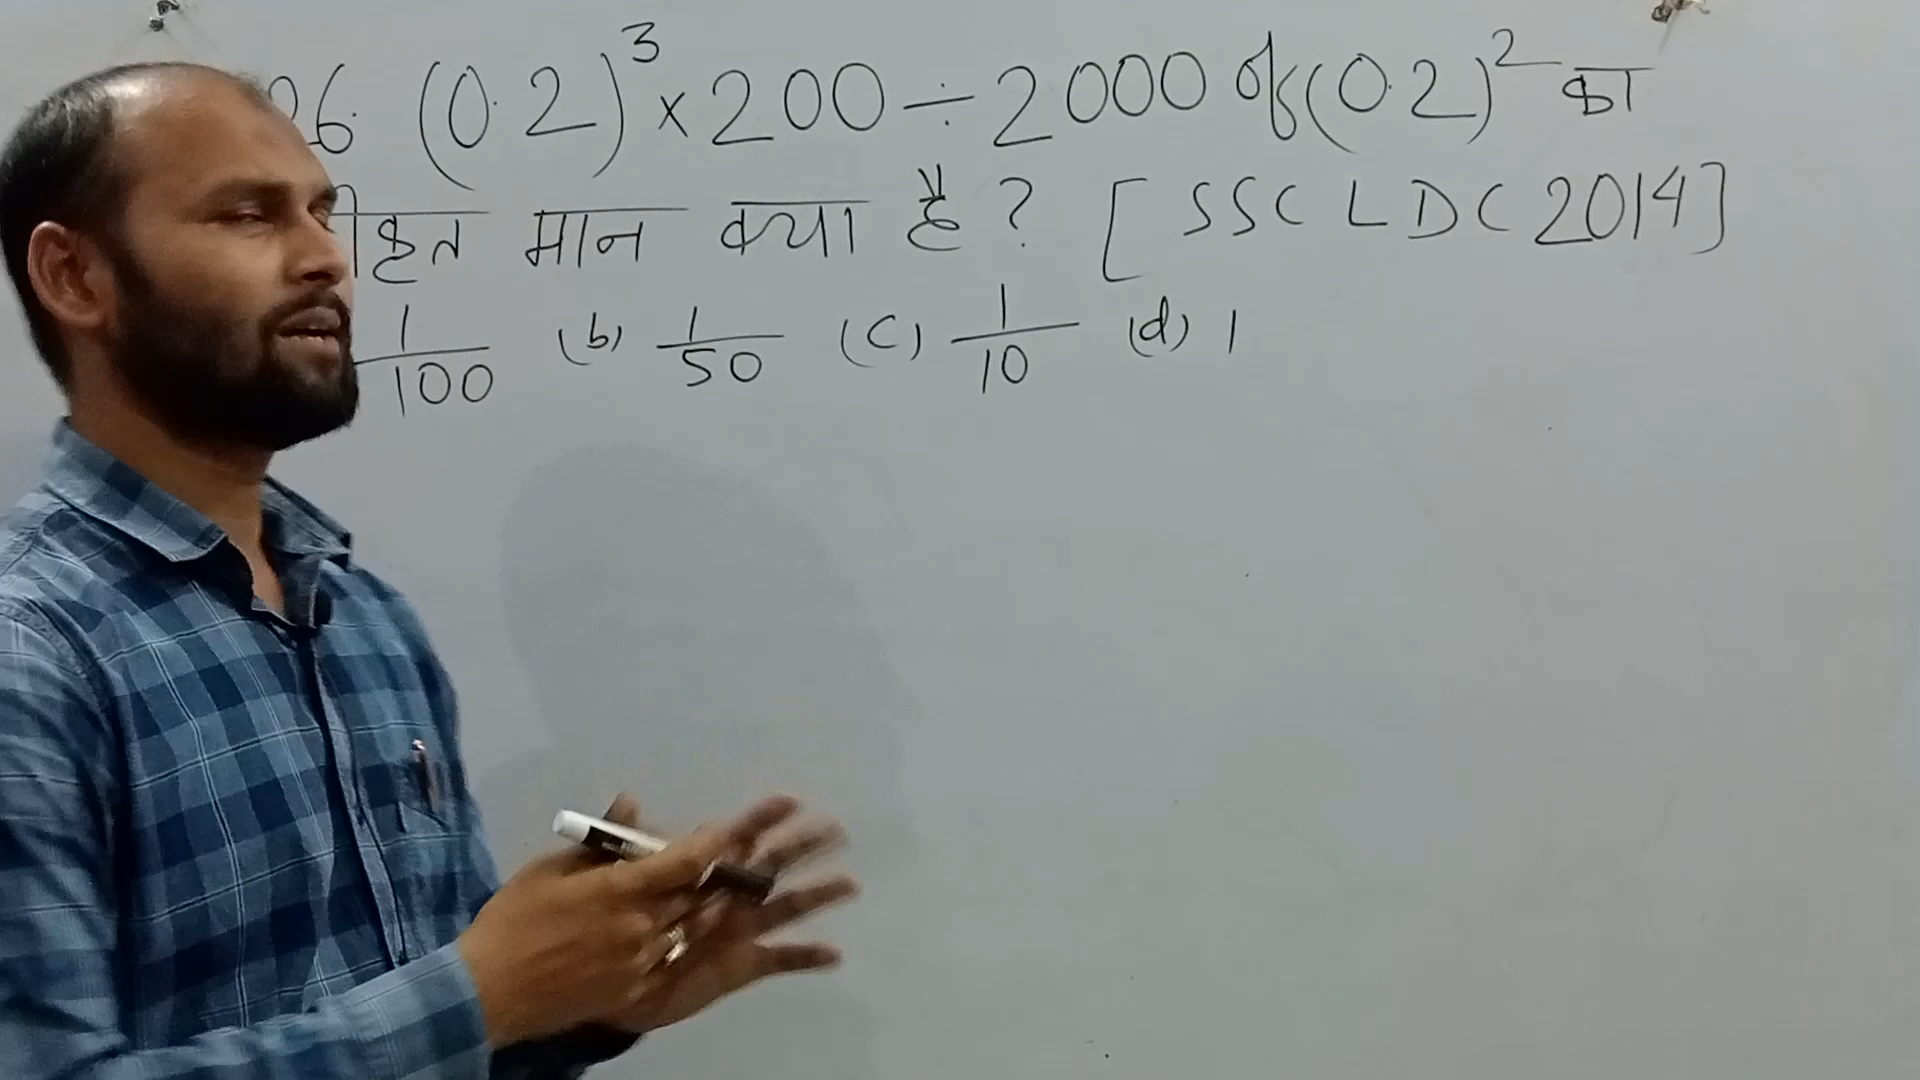 26. (0.2)³ × 200 ÷ 2000 of (0.2)² का
मान क्या है ? [SSC LDC 2014]
1/100 (b) 1/50 (c) 1/10 (d) 1